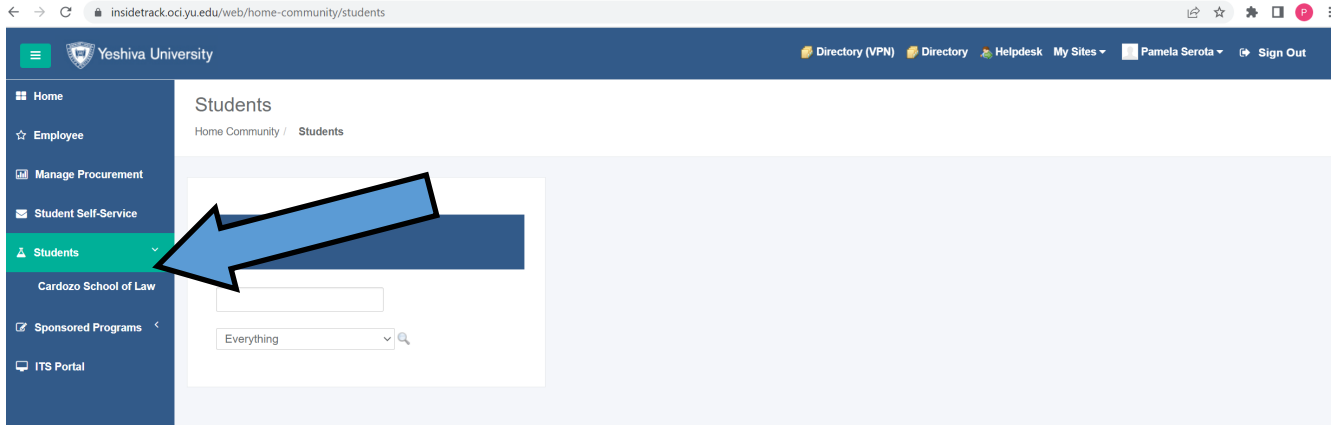 insidetrack.oci.yu.edu/web/home-community/students
P
Yeshiva University
Directory (VPN) Directory Helpdesk My Sites Pamela Serota Sign Out
Home
Employee
Manage Procurement
Student Self-Service
Students
Cardozo School of Law
Sponsored Programs
ITS Portal
Students
Home Community / Students
Everything